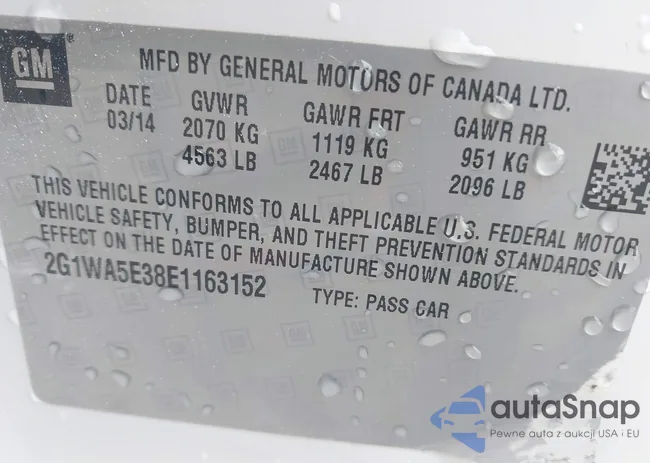 GM
MFD BY GENERAL MOTORS OF CANADA LTD.
DATE GVWR GAWR FRT GAWR RR
03/14 2070 KG 1119 KG 951 KG
4563 LB 2467 LB 2096 LB
THIS VEHICLE CONFORMS TO ALL APPLICABLE U.S. FEDERAL MOTOR
VEHICLE SAFETY, BUMPER, AND THEFT PREVENTION STANDARDS IN
EFFECT ON THE DATE OF MANUFACTURE SHOWN ABOVE.
2G1WA5E38E1163152 TYPE: PASS CAR
autaSnap
Pewne auta z aukcji USA i EU